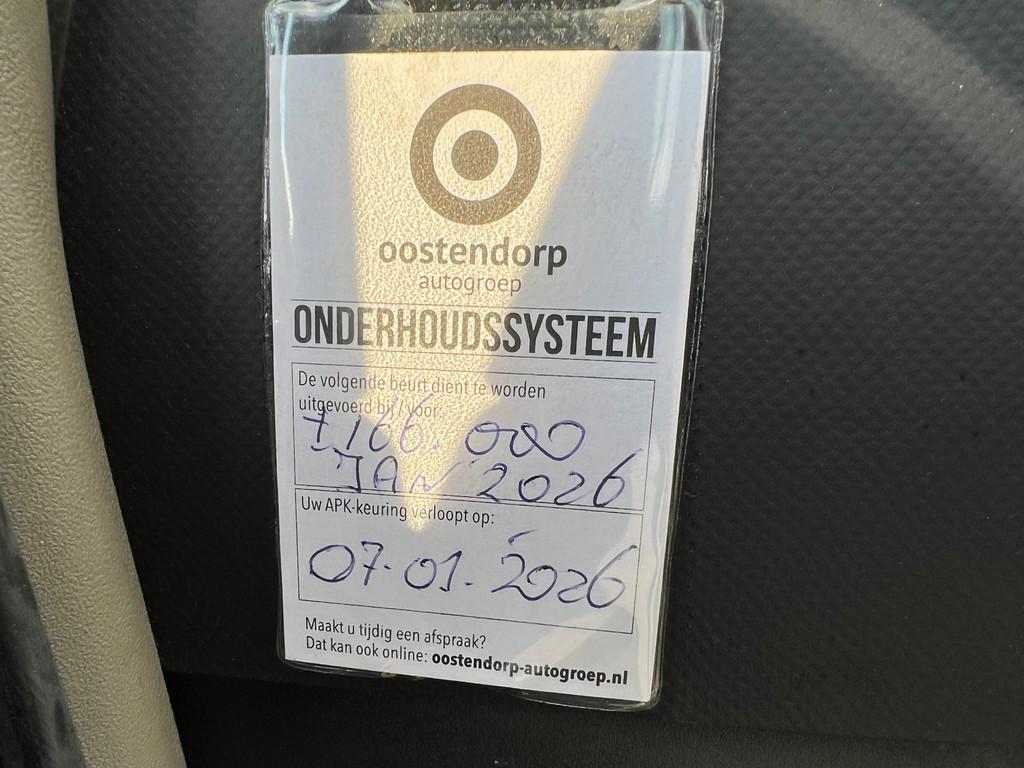 oostendorp
autogroep
ONDERHOUDSSYSTEEM
De volgende beurt dient te worden
uitgevoerd bij / voor:
± 166.000
JAN 2026
Uw APK-keuring verloopt op:
07-01-2026
Maakt u tijdig een afspraak?
Dat kan ook online: oostendorp-autogroep.nl